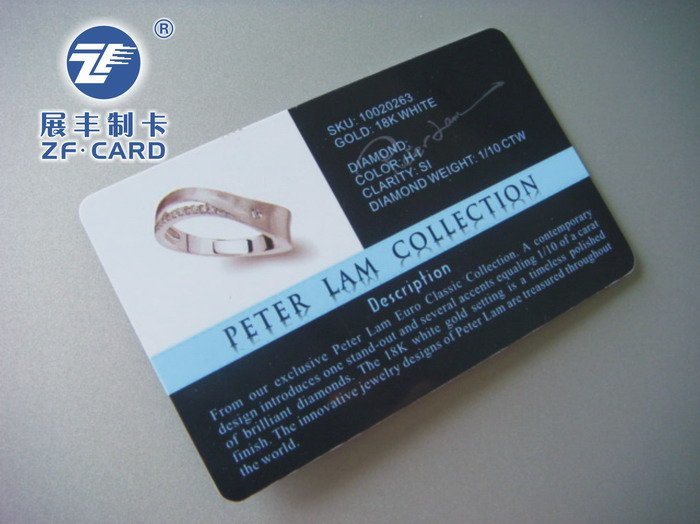 ZF
®
展丰制卡
ZF·CARD
SKU: 10020263
GOLD: 18K WHITE
DIAMOND:
COLOR: H-I
CLARITY: SI
DIAMOND WEIGHT: 1/10 CTW
Peter Lam
PETER LAM COLLECTION
Description
From our exclusive Peter Lam Euro Classic Collection. A contemporary
design introduces one stand-out and several accents equaling 1/10 of a carat
of brilliant diamonds. The 18K white gold setting is a timeless polished
finish. The innovative jewelry designs of Peter Lam are treasured throughout
the world.